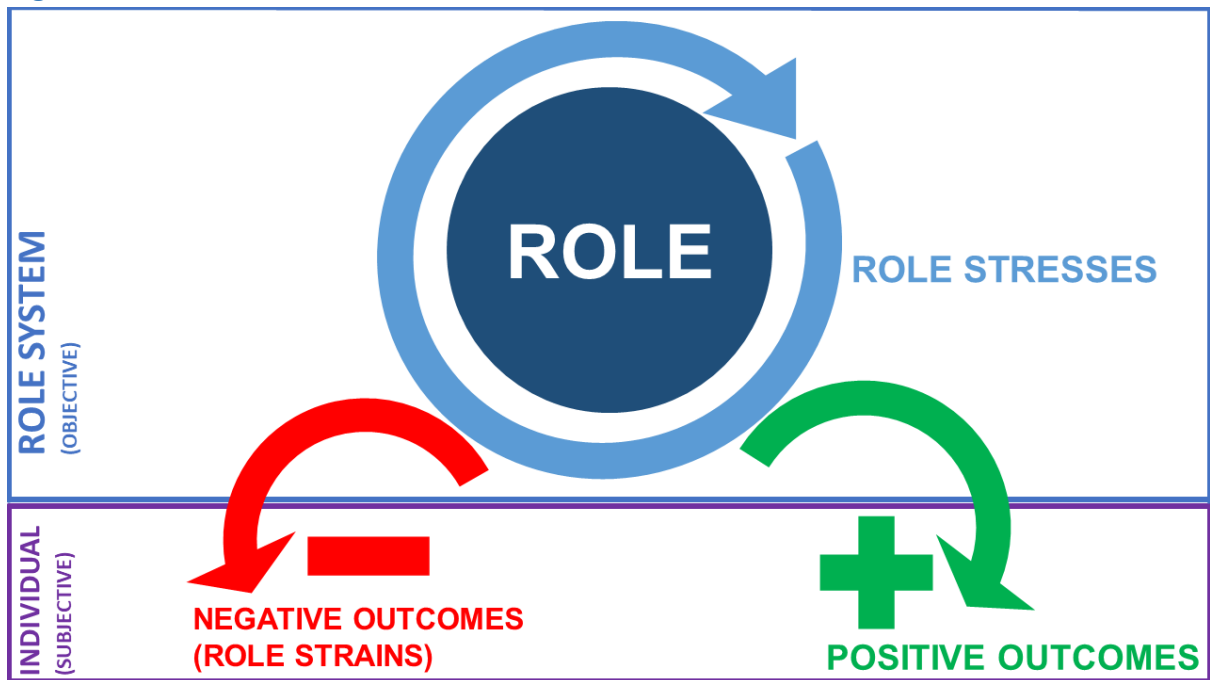 ROLE SYSTEM
(OBJECTIVE)
ROLE
ROLE STRESSES
INDIVIDUAL
(SUBJECTIVE)
NEGATIVE OUTCOMES
(ROLE STRAINS)
POSITIVE OUTCOMES